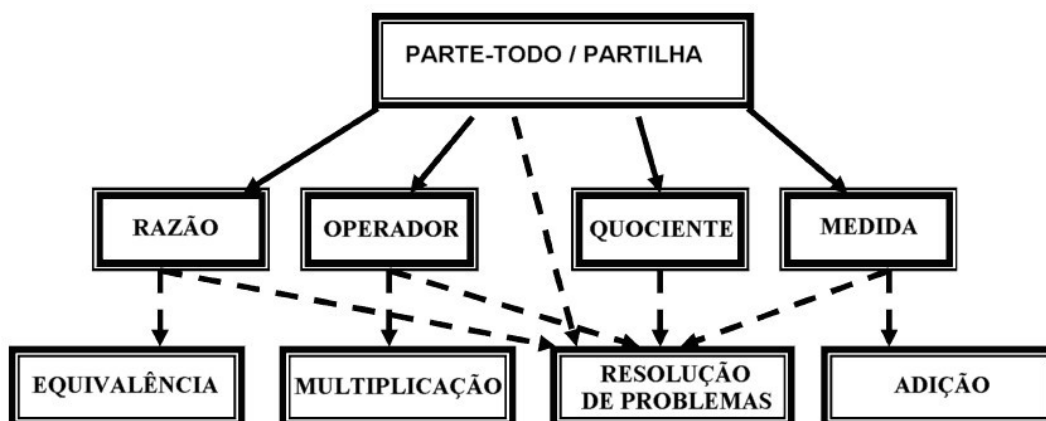 PARTE-TODO / PARTILHA
RAZÃO
OPERADOR
QUOCIENTE
MEDIDA
EQUIVALÊNCIA
MULTIPLICAÇÃO
RESOLUÇÃO
DE PROBLEMAS
ADIÇÃO